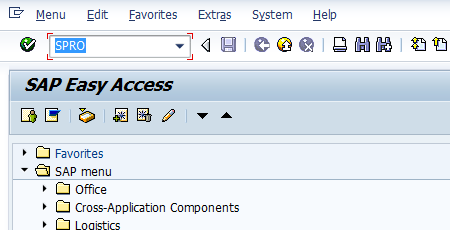 Menu Edit Favorites Extras System Help
SPRO
SAP Easy Access
Favorites
SAP menu
Office
Cross-Application Components
Logistics